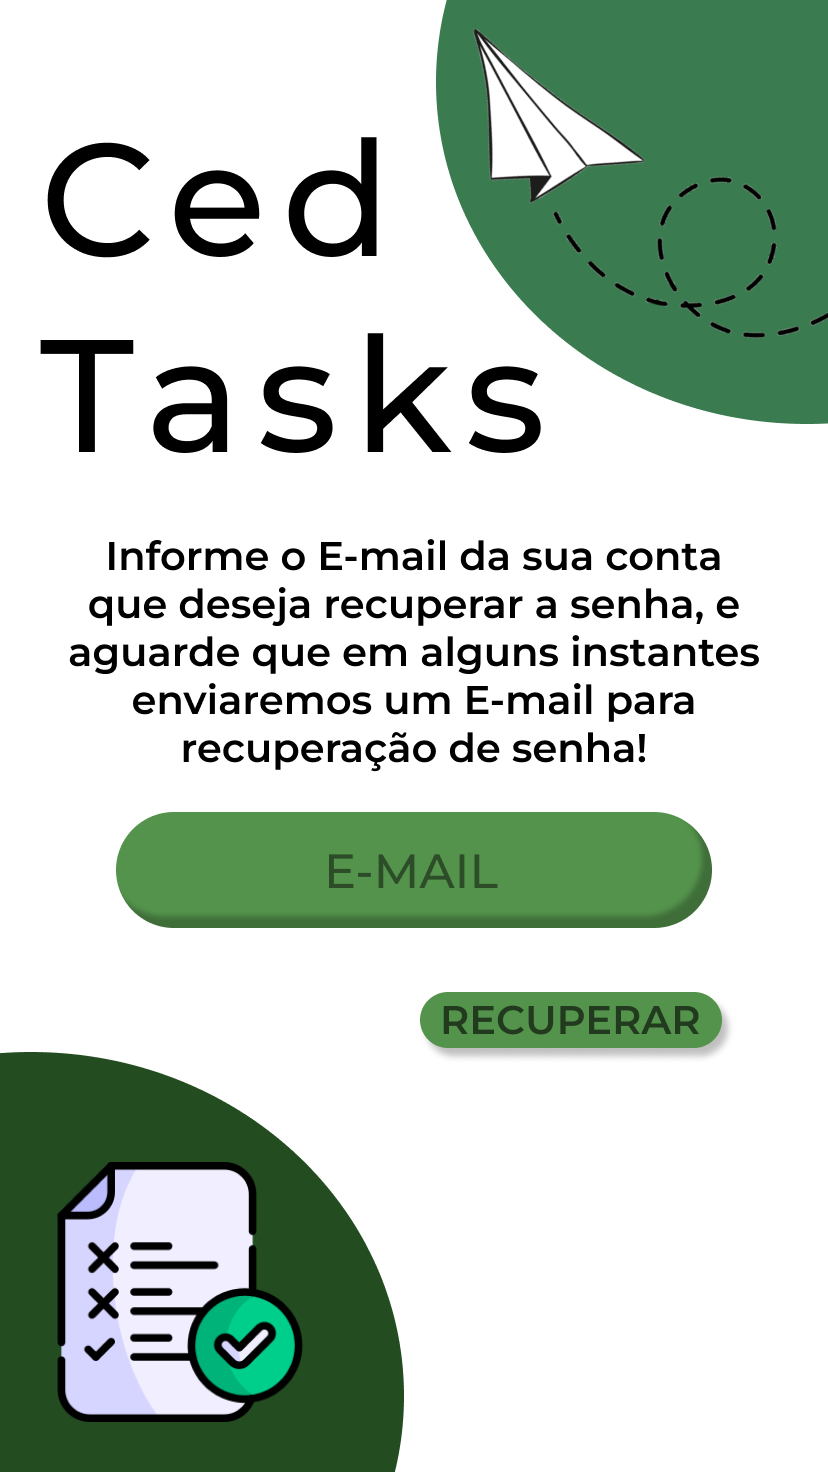 Ced
Tasks
Informe o E-mail da sua conta
que deseja recuperar a senha, e
aguarde que em alguns instantes
enviaremos um E-mail para
recuperação de senha!
E-MAIL
RECUPERAR